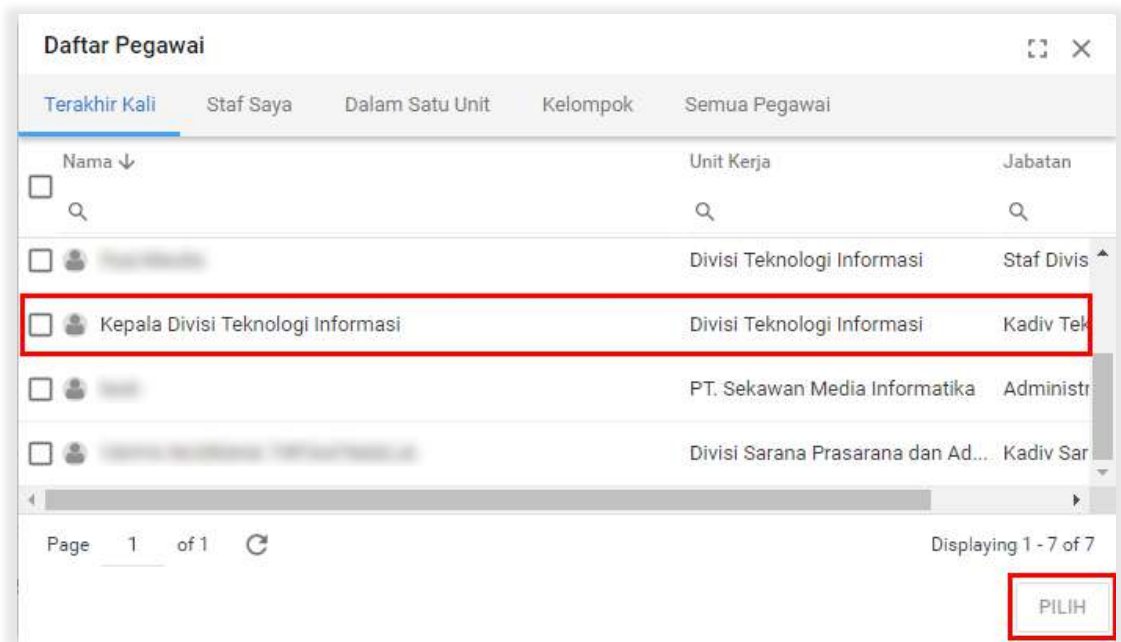 Daftar Pegawai
Terakhir Kali Staf Saya Dalam Satu Unit Kelompok Semua Pegawai
Nama Unit Kerja Jabatan
Divisi Teknologi Informasi Staf Divis
Kepala Divisi Teknologi Informasi Divisi Teknologi Informasi Kadiv Tek
PT. Sekawan Media Informatika Administr
Divisi Sarana Prasarana dan Ad... Kadiv Sar
Page 1 of 1 Displaying 1 - 7 of 7
PILIH